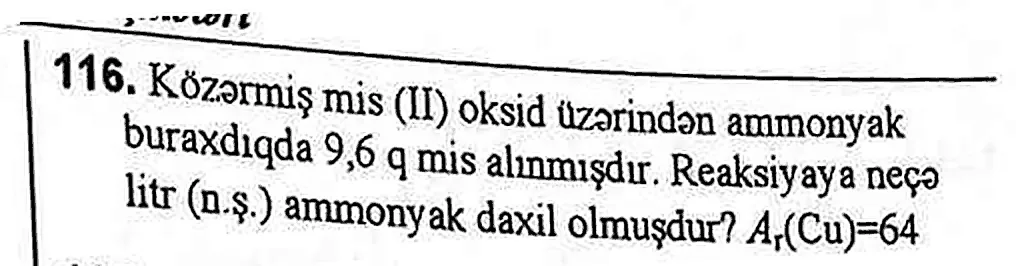 116. Közərmiş mis (II) oksid üzərindən ammonyak
buraxdıqda 9,6 q mis alınmışdır. Reaksiyaya neçə
litr (n.ş.) ammonyak daxil olmuşdur? Aᵣ(Cu)=64